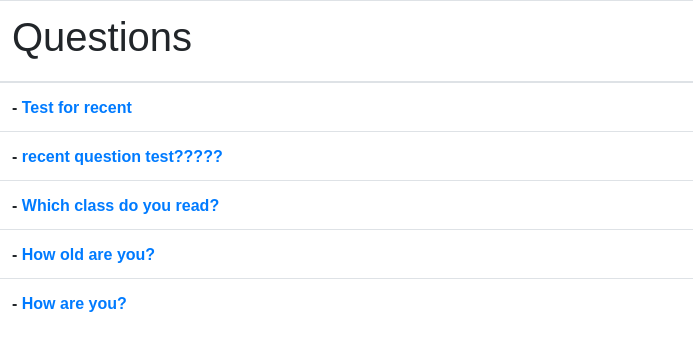 Questions
- Test for recent
- recent question test?????
- Which class do you read?
- How old are you?
- How are you?